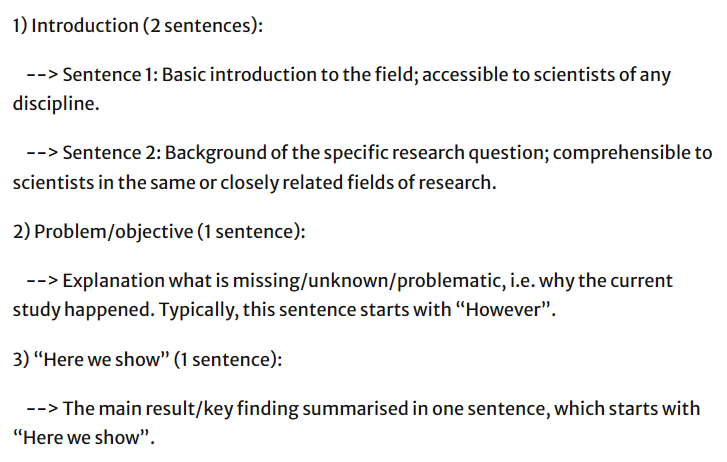 1) Introduction (2 sentences):
--> Sentence 1: Basic introduction to the field; accessible to scientists of any
discipline.
--> Sentence 2: Background of the specific research question; comprehensible to
scientists in the same or closely related fields of research.
2) Problem/objective (1 sentence):
--> Explanation what is missing/unknown/problematic, i.e. why the current
study happened. Typically, this sentence starts with “However”.
3) “Here we show” (1 sentence):
--> The main result/key finding summarised in one sentence, which starts with
“Here we show”.